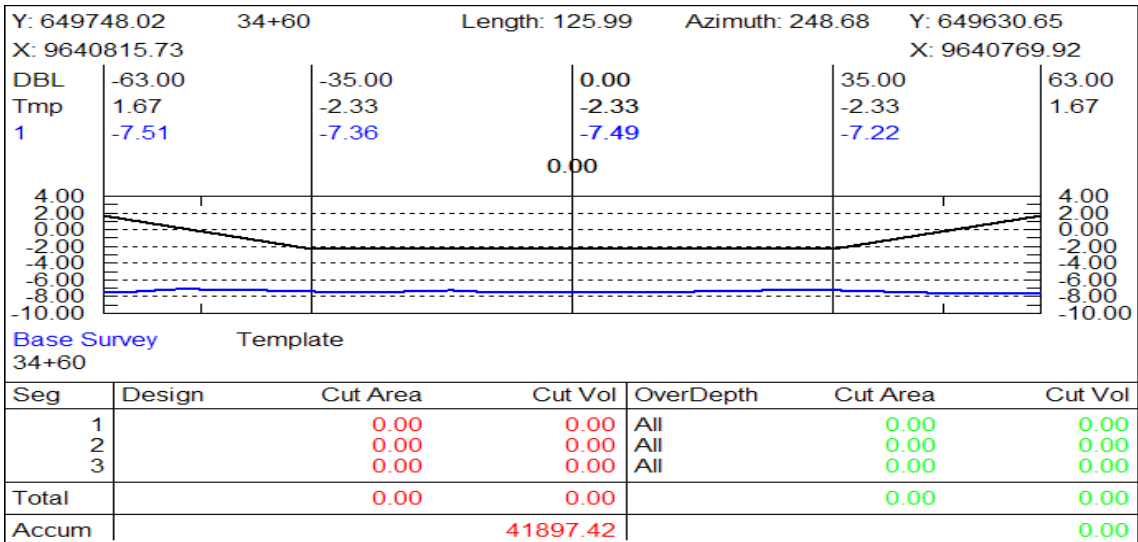 Y: 649748.02 34+60 Length: 125.99 Azimuth: 248.68 Y: 649630.65
X: 9640815.73 X: 9640769.92
DBL -63.00 -35.00 0.00 35.00 63.00
Tmp 1.67 -2.33 -2.33 -2.33 1.67
1 -7.51 -7.36 -7.49 -7.22
0.00
4.00 4.00
2.00 2.00
0.00 0.00
-2.00 -2.00
-4.00 -4.00
-6.00 -6.00
-8.00 -8.00
-10.00 -10.00
Base Survey Template
34+60
Seg Design Cut Area Cut Vol OverDepth Cut Area Cut Vol
1 0.00 0.00 All 0.00 0.00
2 0.00 0.00 All 0.00 0.00
3 0.00 0.00 All 0.00 0.00
Total 0.00 0.00 0.00 0.00
Accum 41897.42 0.00